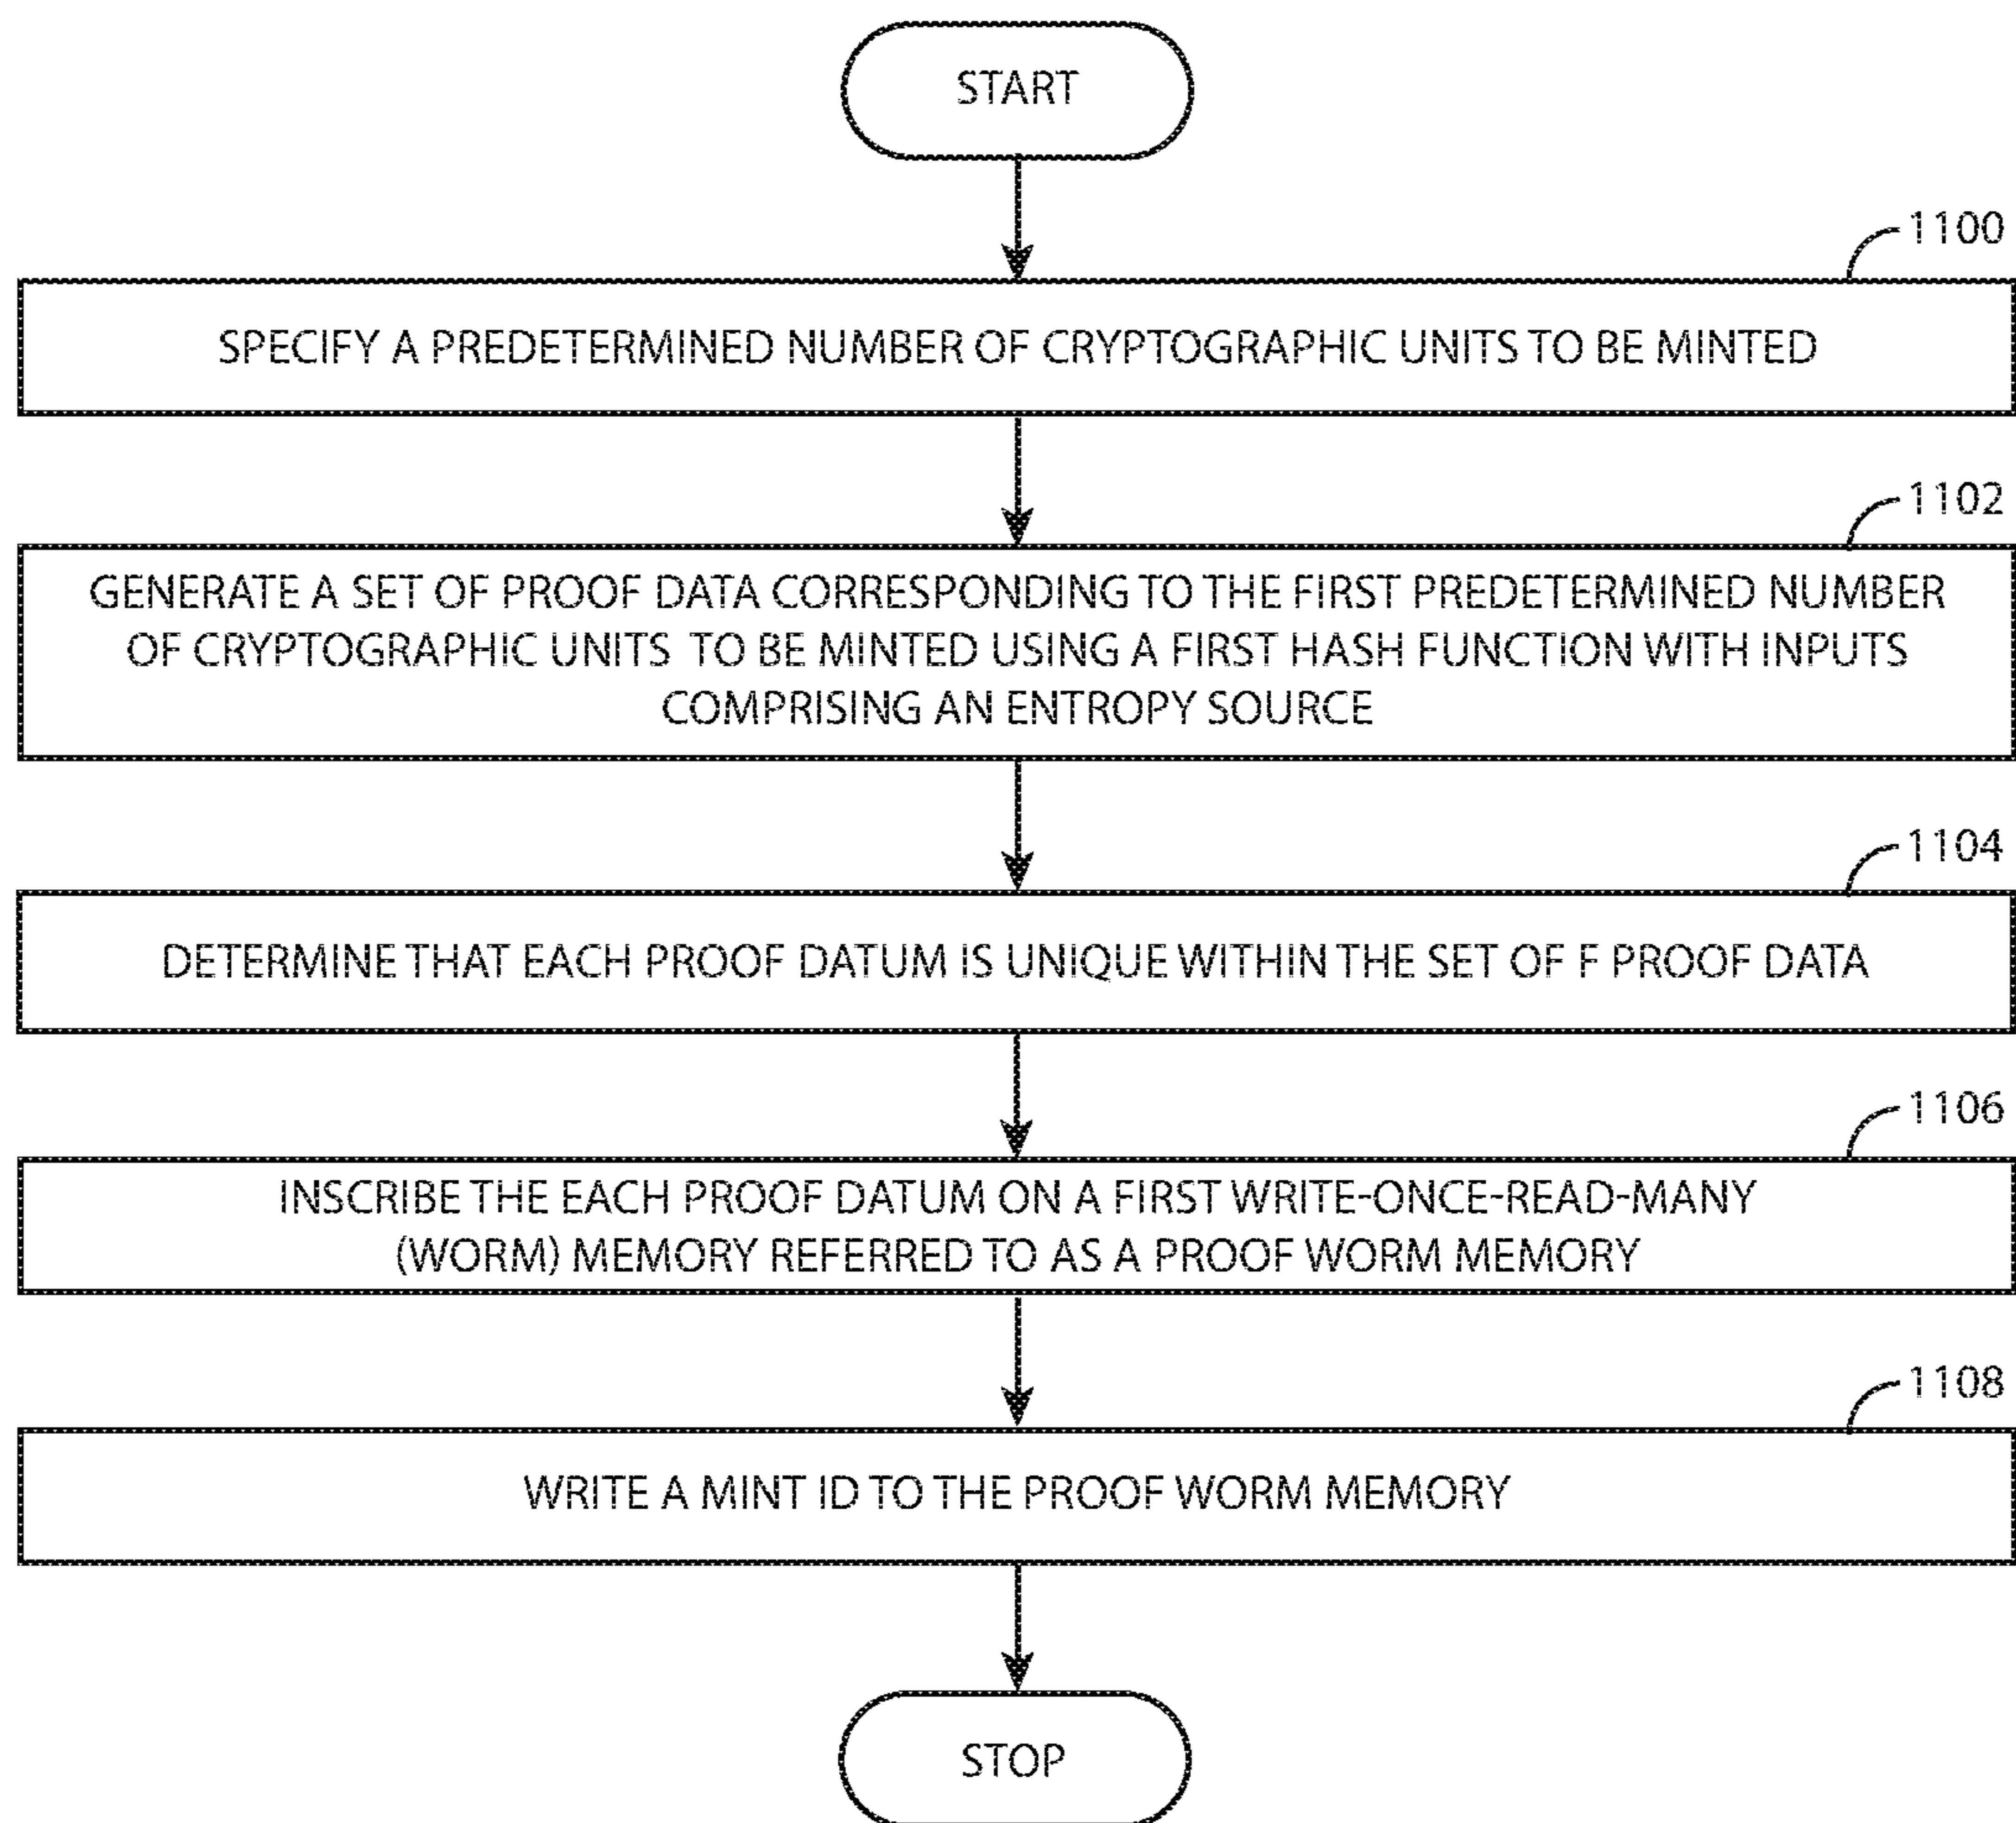 START
1100
SPECIFY A PREDETERMINED NUMBER OF CRYPTOGRAPHIC UNITS TO BE MINTED
1102
GENERATE A SET OF PROOF DATA CORRESPONDING TO THE FIRST PREDETERMINED NUMBER
OF CRYPTOGRAPHIC UNITS TO BE MINTED USING A FIRST HASH FUNCTION WITH INPUTS
COMPRISING AN ENTROPY SOURCE
1104
DETERMINE THAT EACH PROOF DATUM IS UNIQUE WITHIN THE SET OF F PROOF DATA
1106
INSCRIBE THE EACH PROOF DATUM ON A FIRST WRITE-ONCE-READ-MANY
(WORM) MEMORY REFERRED TO AS A PROOF WORM MEMORY
1108
WRITE A MINT ID TO THE PROOF WORM MEMORY
STOP